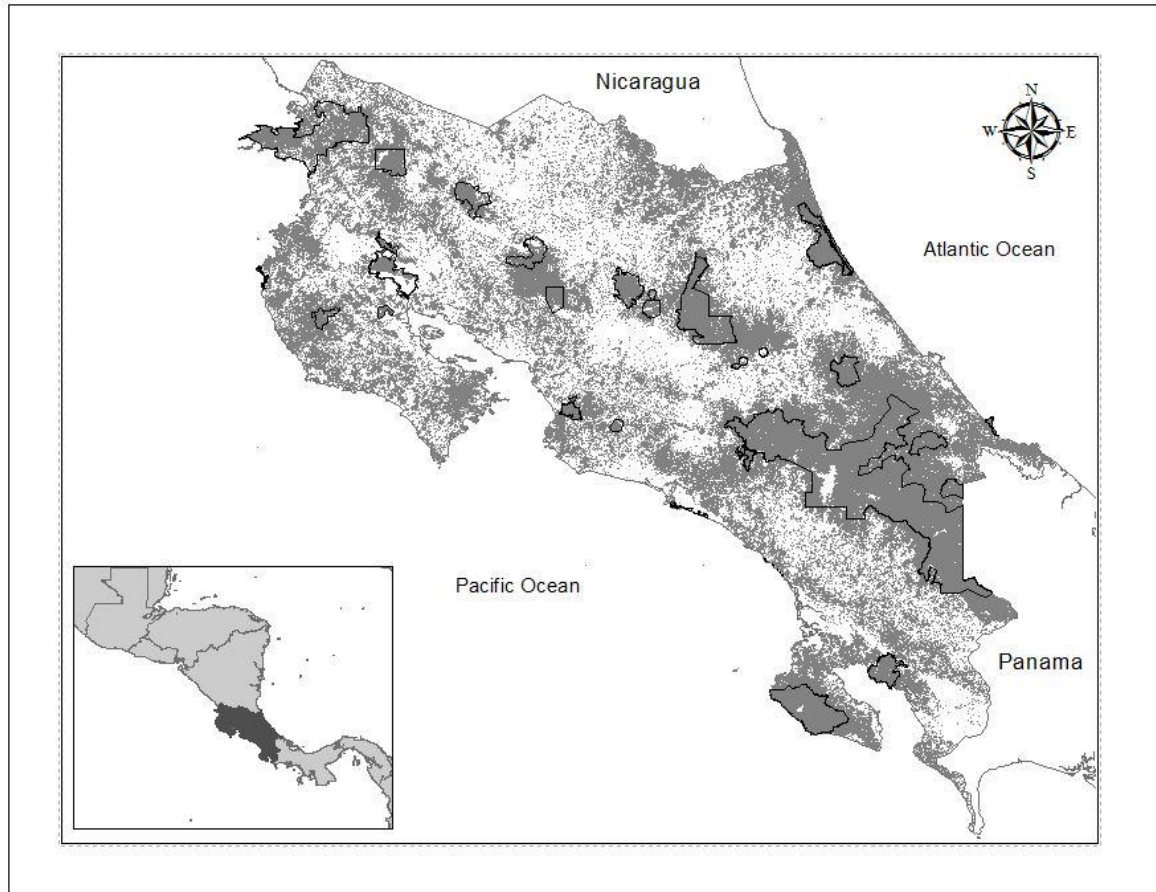 Nicaragua
N
W E
S
Atlantic Ocean
Pacific Ocean
Panama